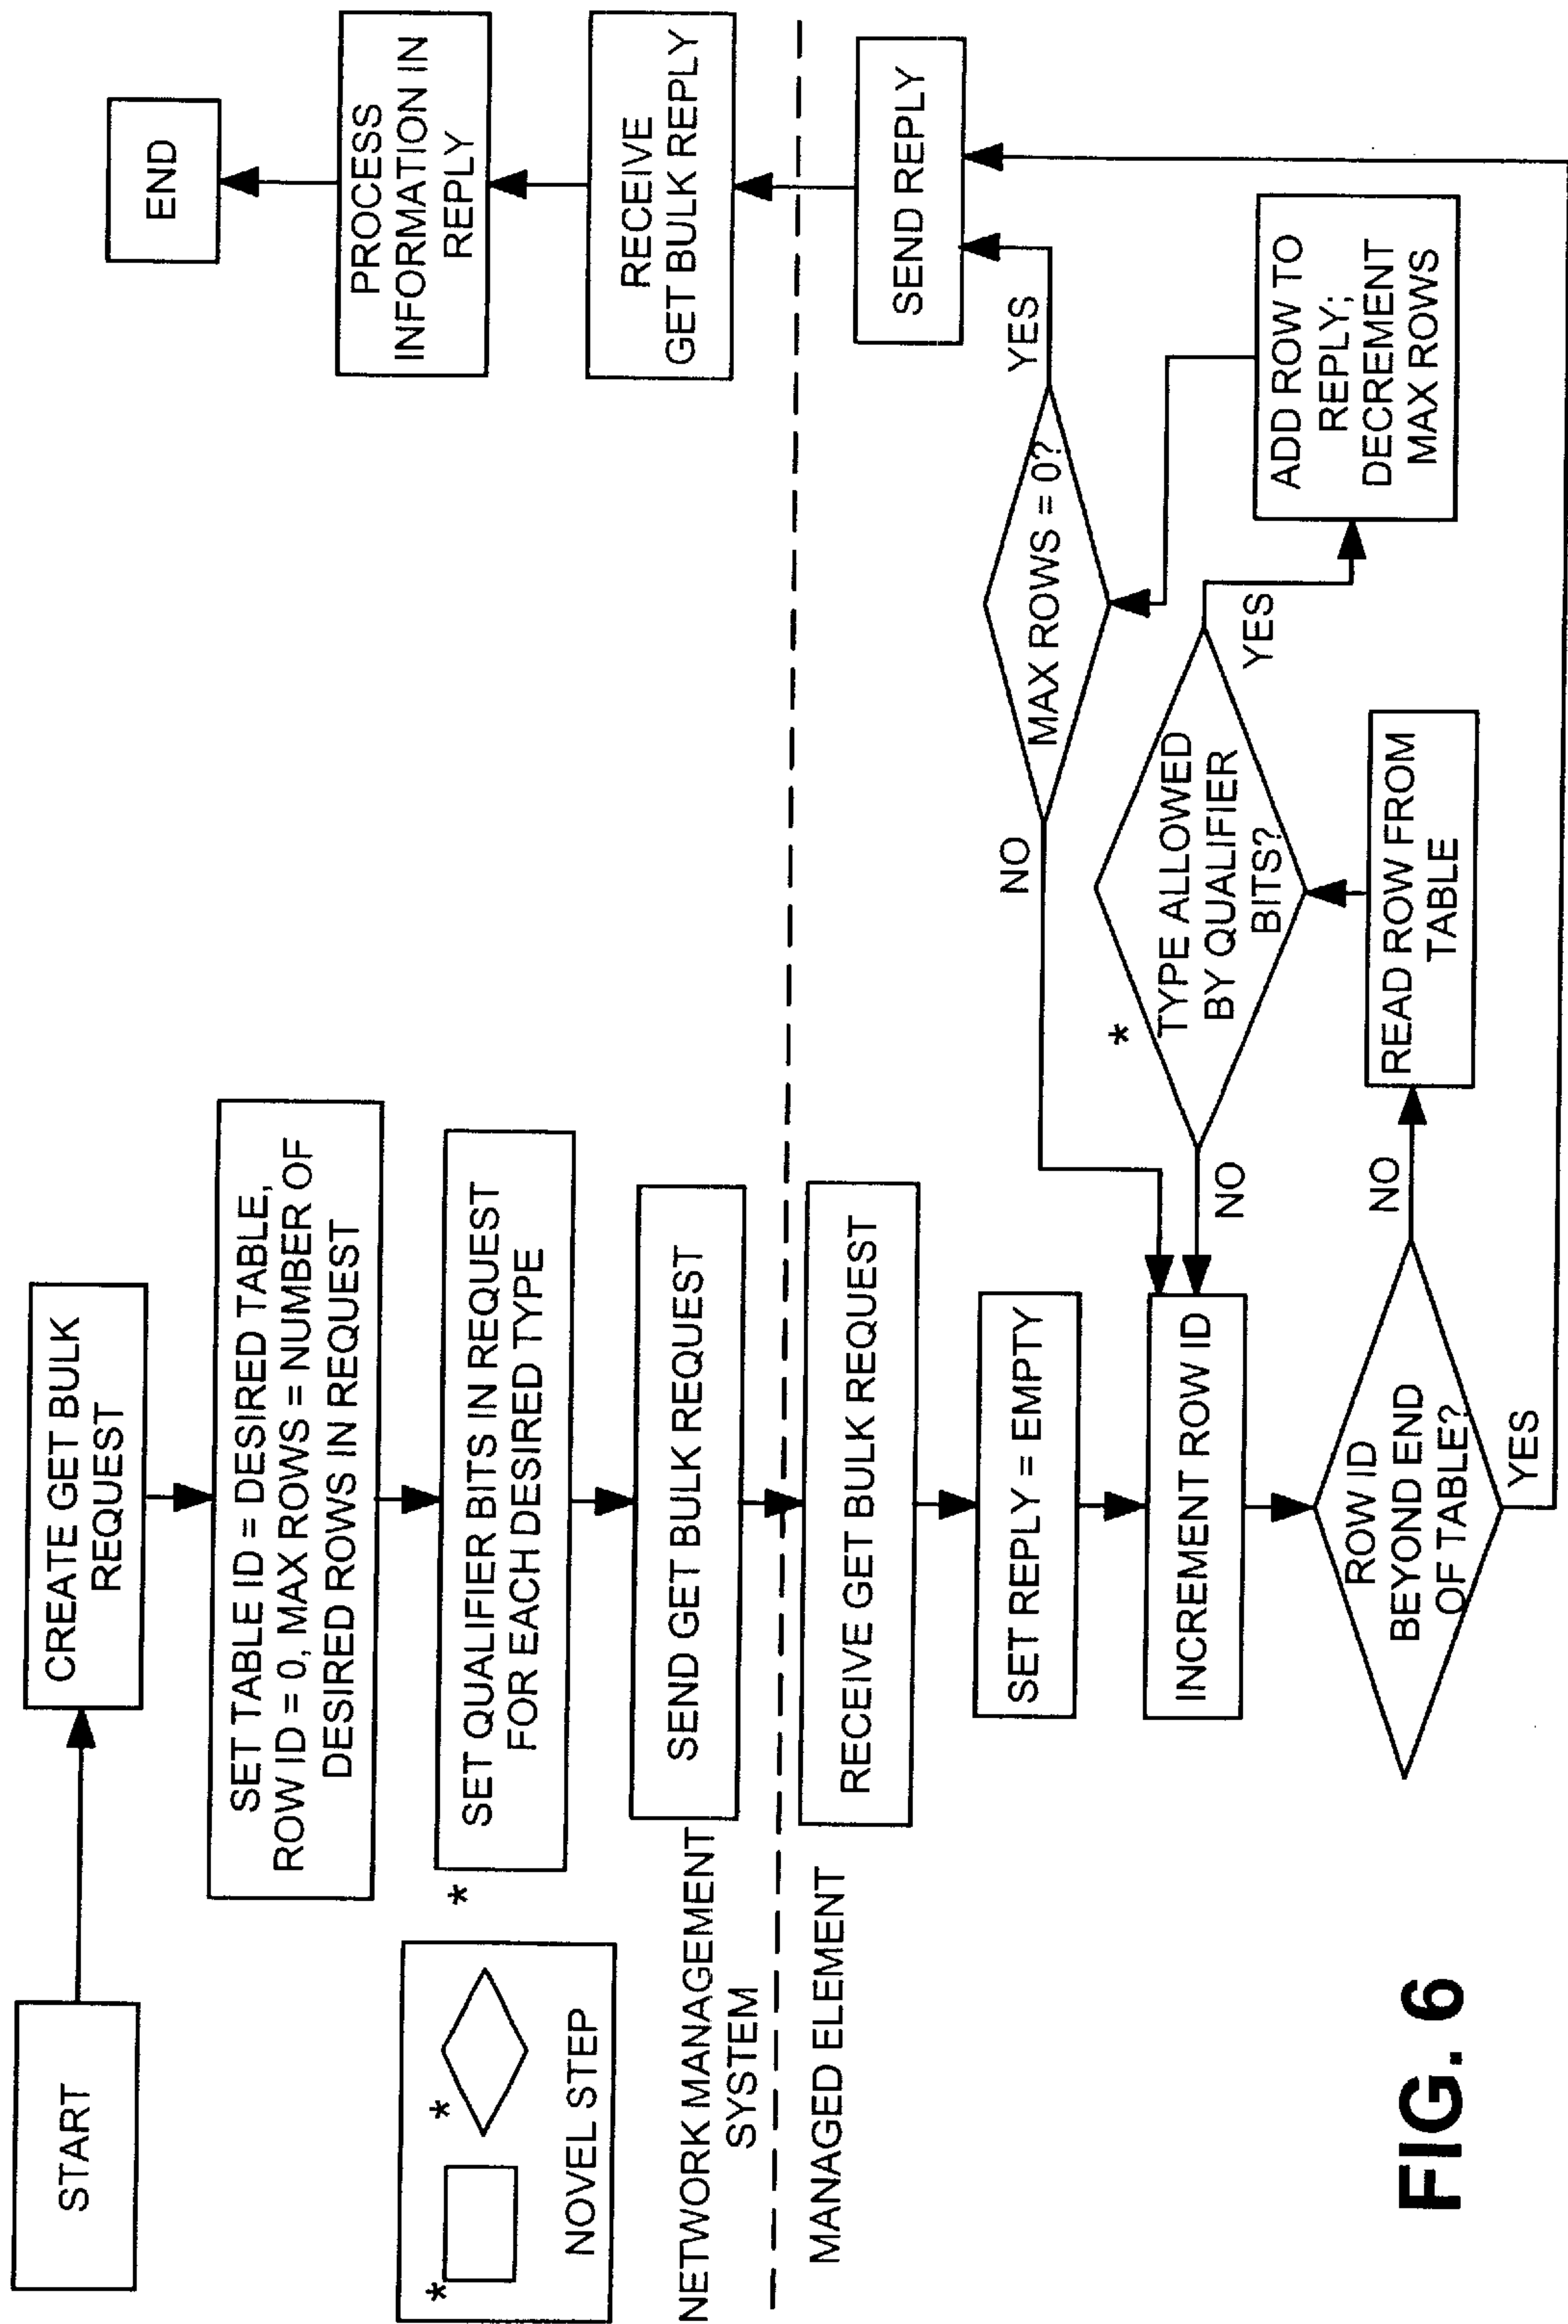 START
CREATE GET BULK
REQUEST
SET TABLE ID = DESIRED TABLE,
ROW ID = 0, MAX ROWS = NUMBER OF
DESIRED ROWS IN REQUEST
*
SET QUALIFIER BITS IN REQUEST
FOR EACH DESIRED TYPE
SEND GET BULK REQUEST
*
*
NOVEL STEP
NETWORK MANAGEMENT
SYSTEM
MANAGED ELEMENT
RECEIVE GET BULK REQUEST
SET REPLY = EMPTY
INCREMENT ROW ID
ROW ID
BEYOND END
OF TABLE?
YES
NO
READ ROW FROM
TABLE
*
TYPE ALLOWED
BY QUALIFIER
BITS?
NO
YES
ADD ROW TO
REPLY;
DECREMENT
MAX ROWS
MAX ROWS = 0?
NO
YES
SEND REPLY
RECEIVE
GET BULK REPLY
PROCESS
INFORMATION IN
REPLY
END
FIG. 6